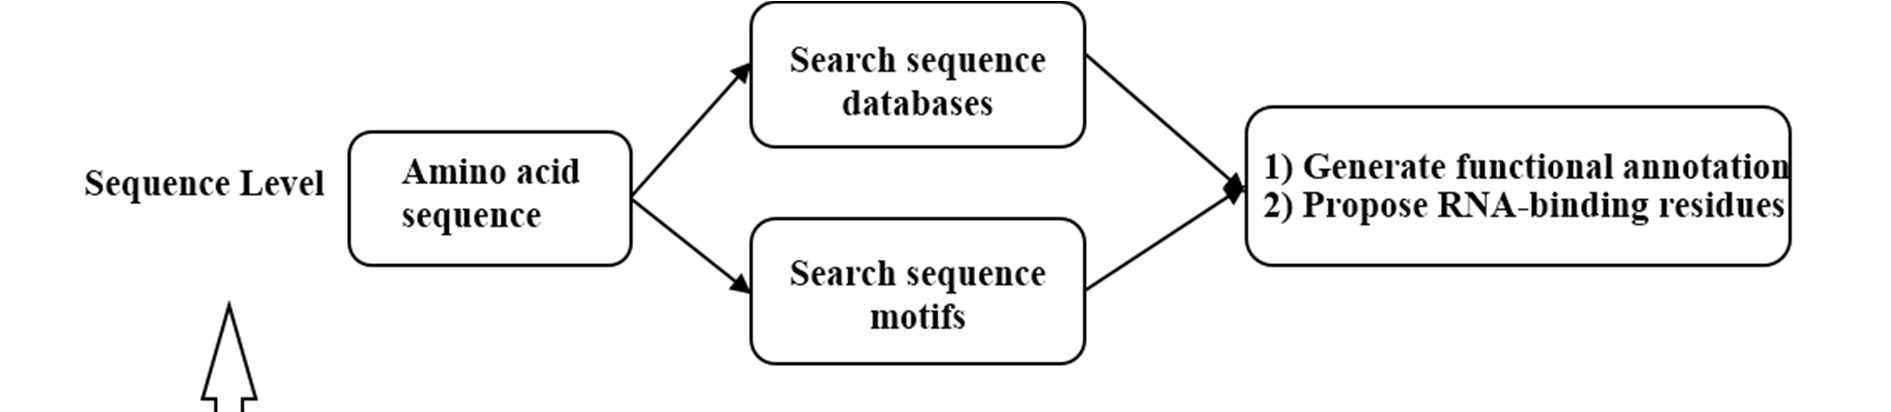 Sequence Level
Amino acid
sequence
Search sequence
databases
Search sequence
motifs
1) Generate functional annotation
2) Propose RNA-binding residues